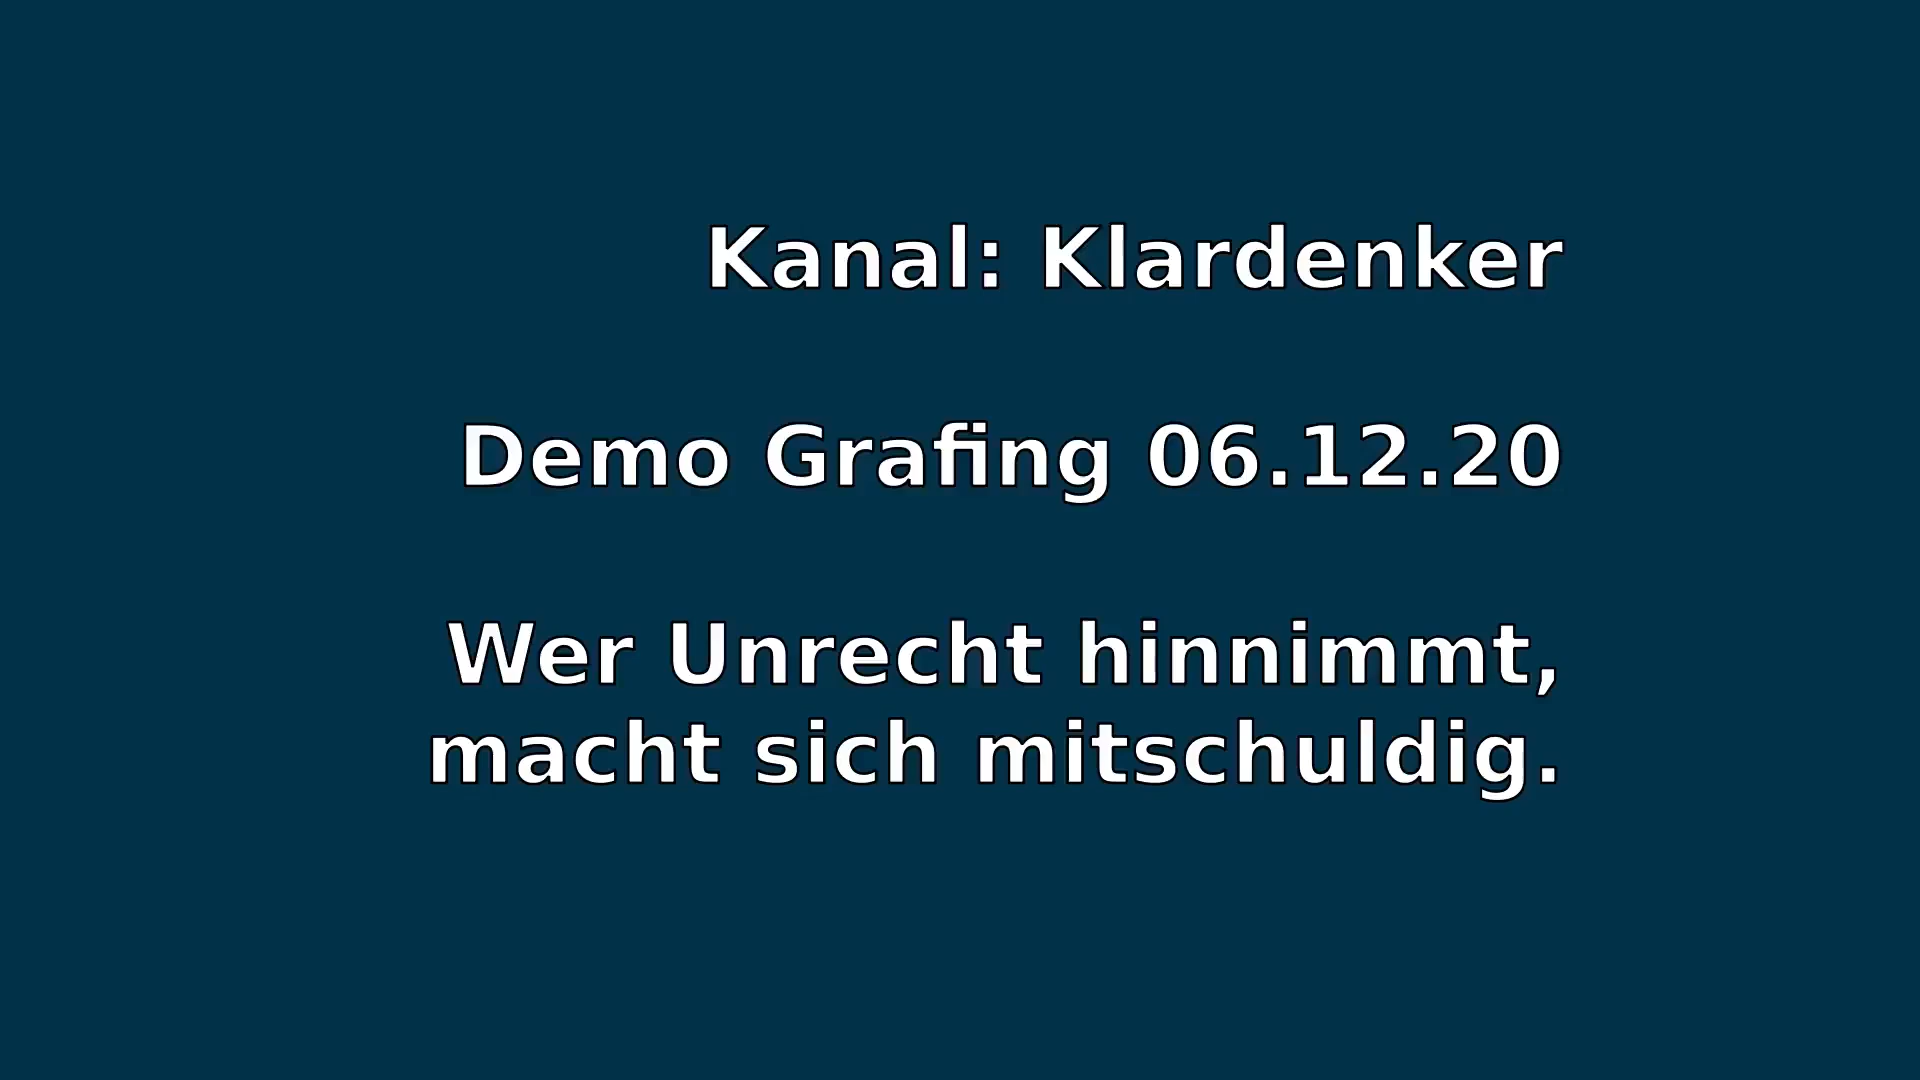 Kanal: Klardenker
Demo Grafing 06.12.20
Wer Unrecht hinnimmt,
macht sich mitschuldig.